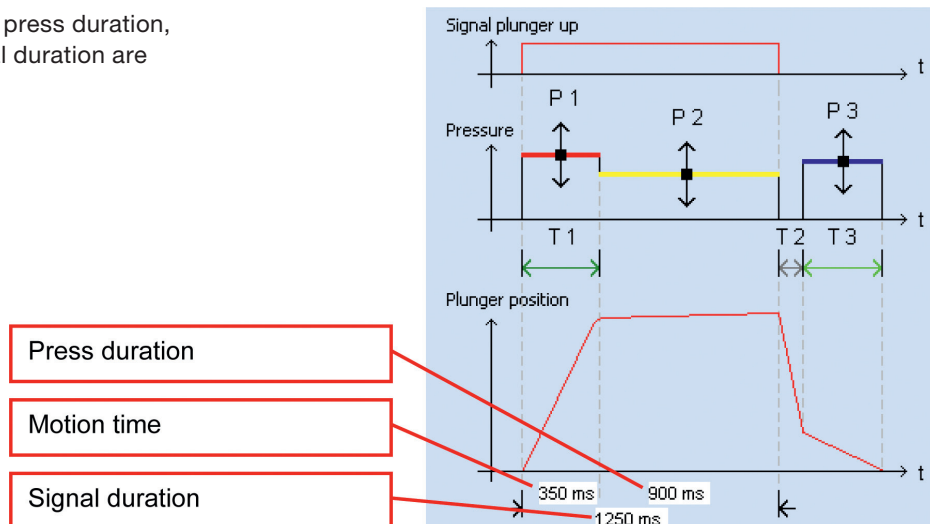 press duration,
l duration are
Signal plunger up
t
P 1
P 2
P 3
Pressure
t
T 1
T 2
T 3
Plunger position
t
Press duration
Motion time
Signal duration
350 ms
900 ms
1250 ms